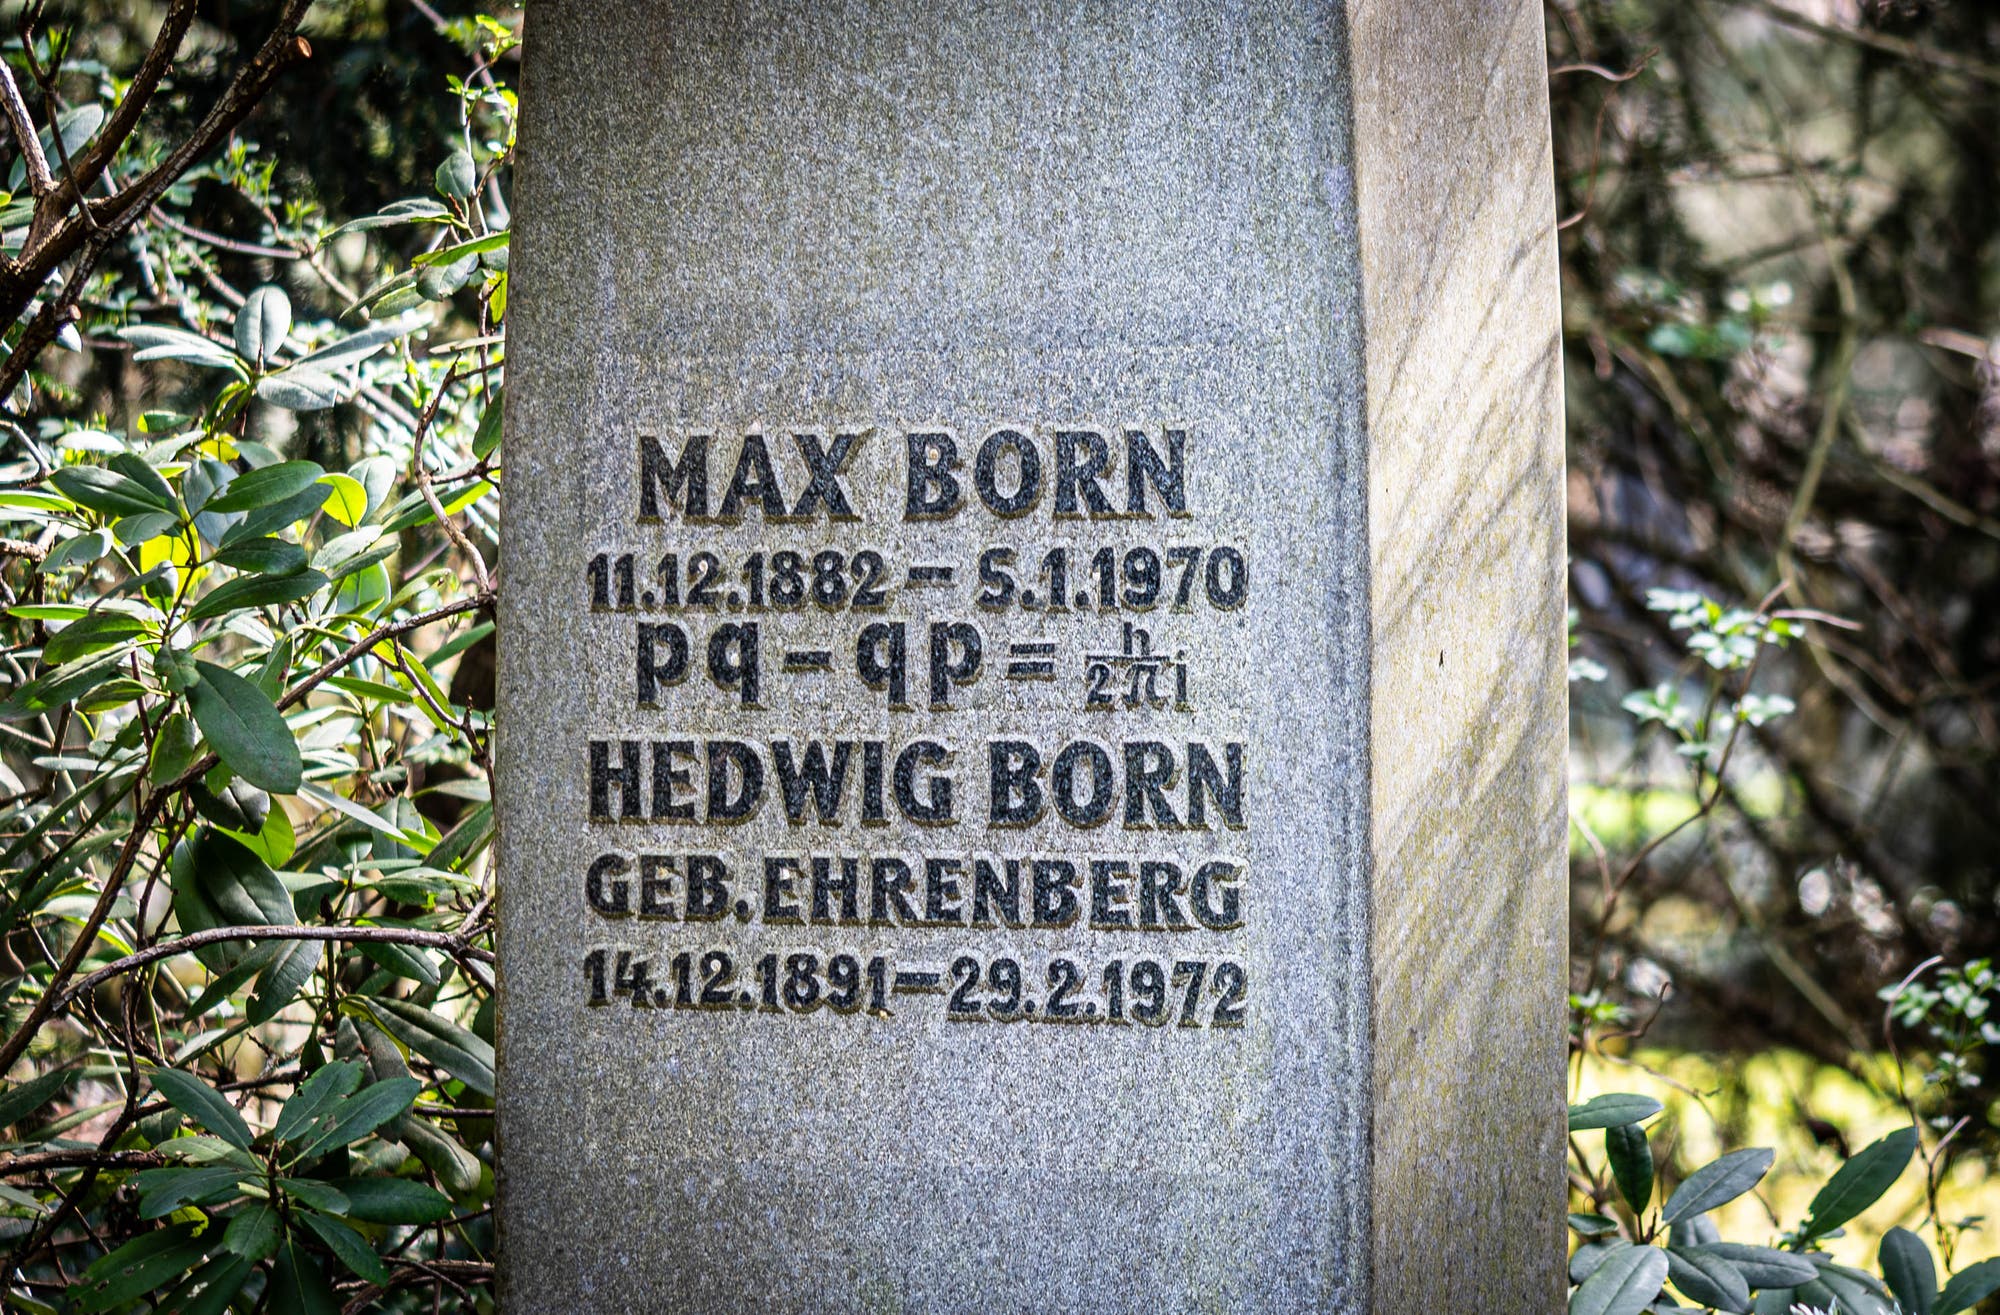 MAX BORN
11.12.1882 – 5.1.1970
pq – qp = h/2πi
HEDWIG BORN
GEB. EHRENBERG
14.12.1891 – 29.2.1972